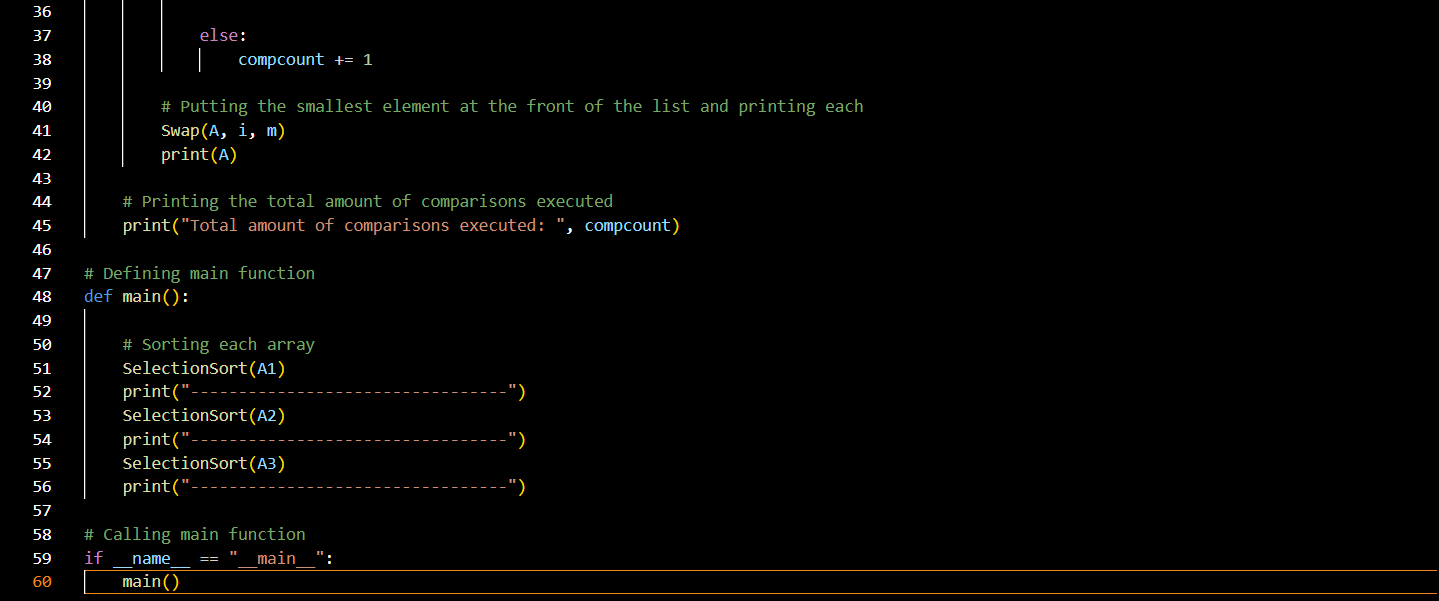 36
37 else:
38 compcount += 1
39
40 # Putting the smallest element at the front of the list and printing each
41 Swap(A, i, m)
42 print(A)
43
44 # Printing the total amount of comparisons executed
45 print("Total amount of comparisons executed: ", compcount)
46
47 # Defining main function
48 def main():
49
50 # Sorting each array
51 SelectionSort(A1)
52 print("---------------------------------")
53 SelectionSort(A2)
54 print("---------------------------------")
55 SelectionSort(A3)
56 print("---------------------------------")
57
58 # Calling main function
59 if __name__ == "__main__":
60 main()